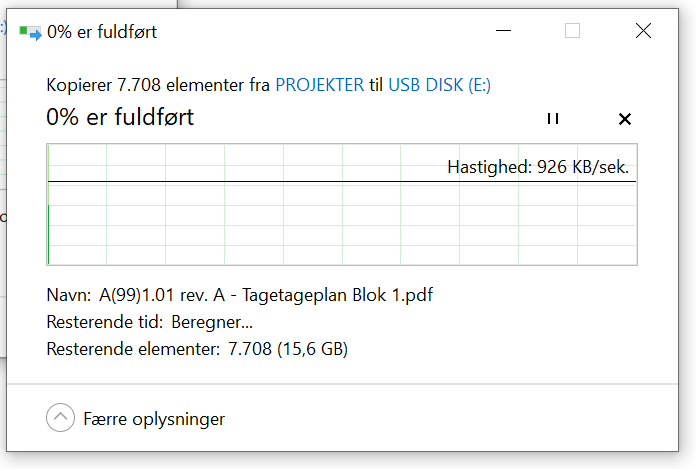 0% er fuldført
Kopierer 7.708 elementer fra PROJEKTER til USB DISK (E:)
0% er fuldført
Hastighed: 926 KB/sek.
Navn: A(99)1.01 rev. A - Tagetageplan Blok 1.pdf
Resterende tid: Beregner...
Resterende elementer: 7.708 (15,6 GB)
Færre oplysninger